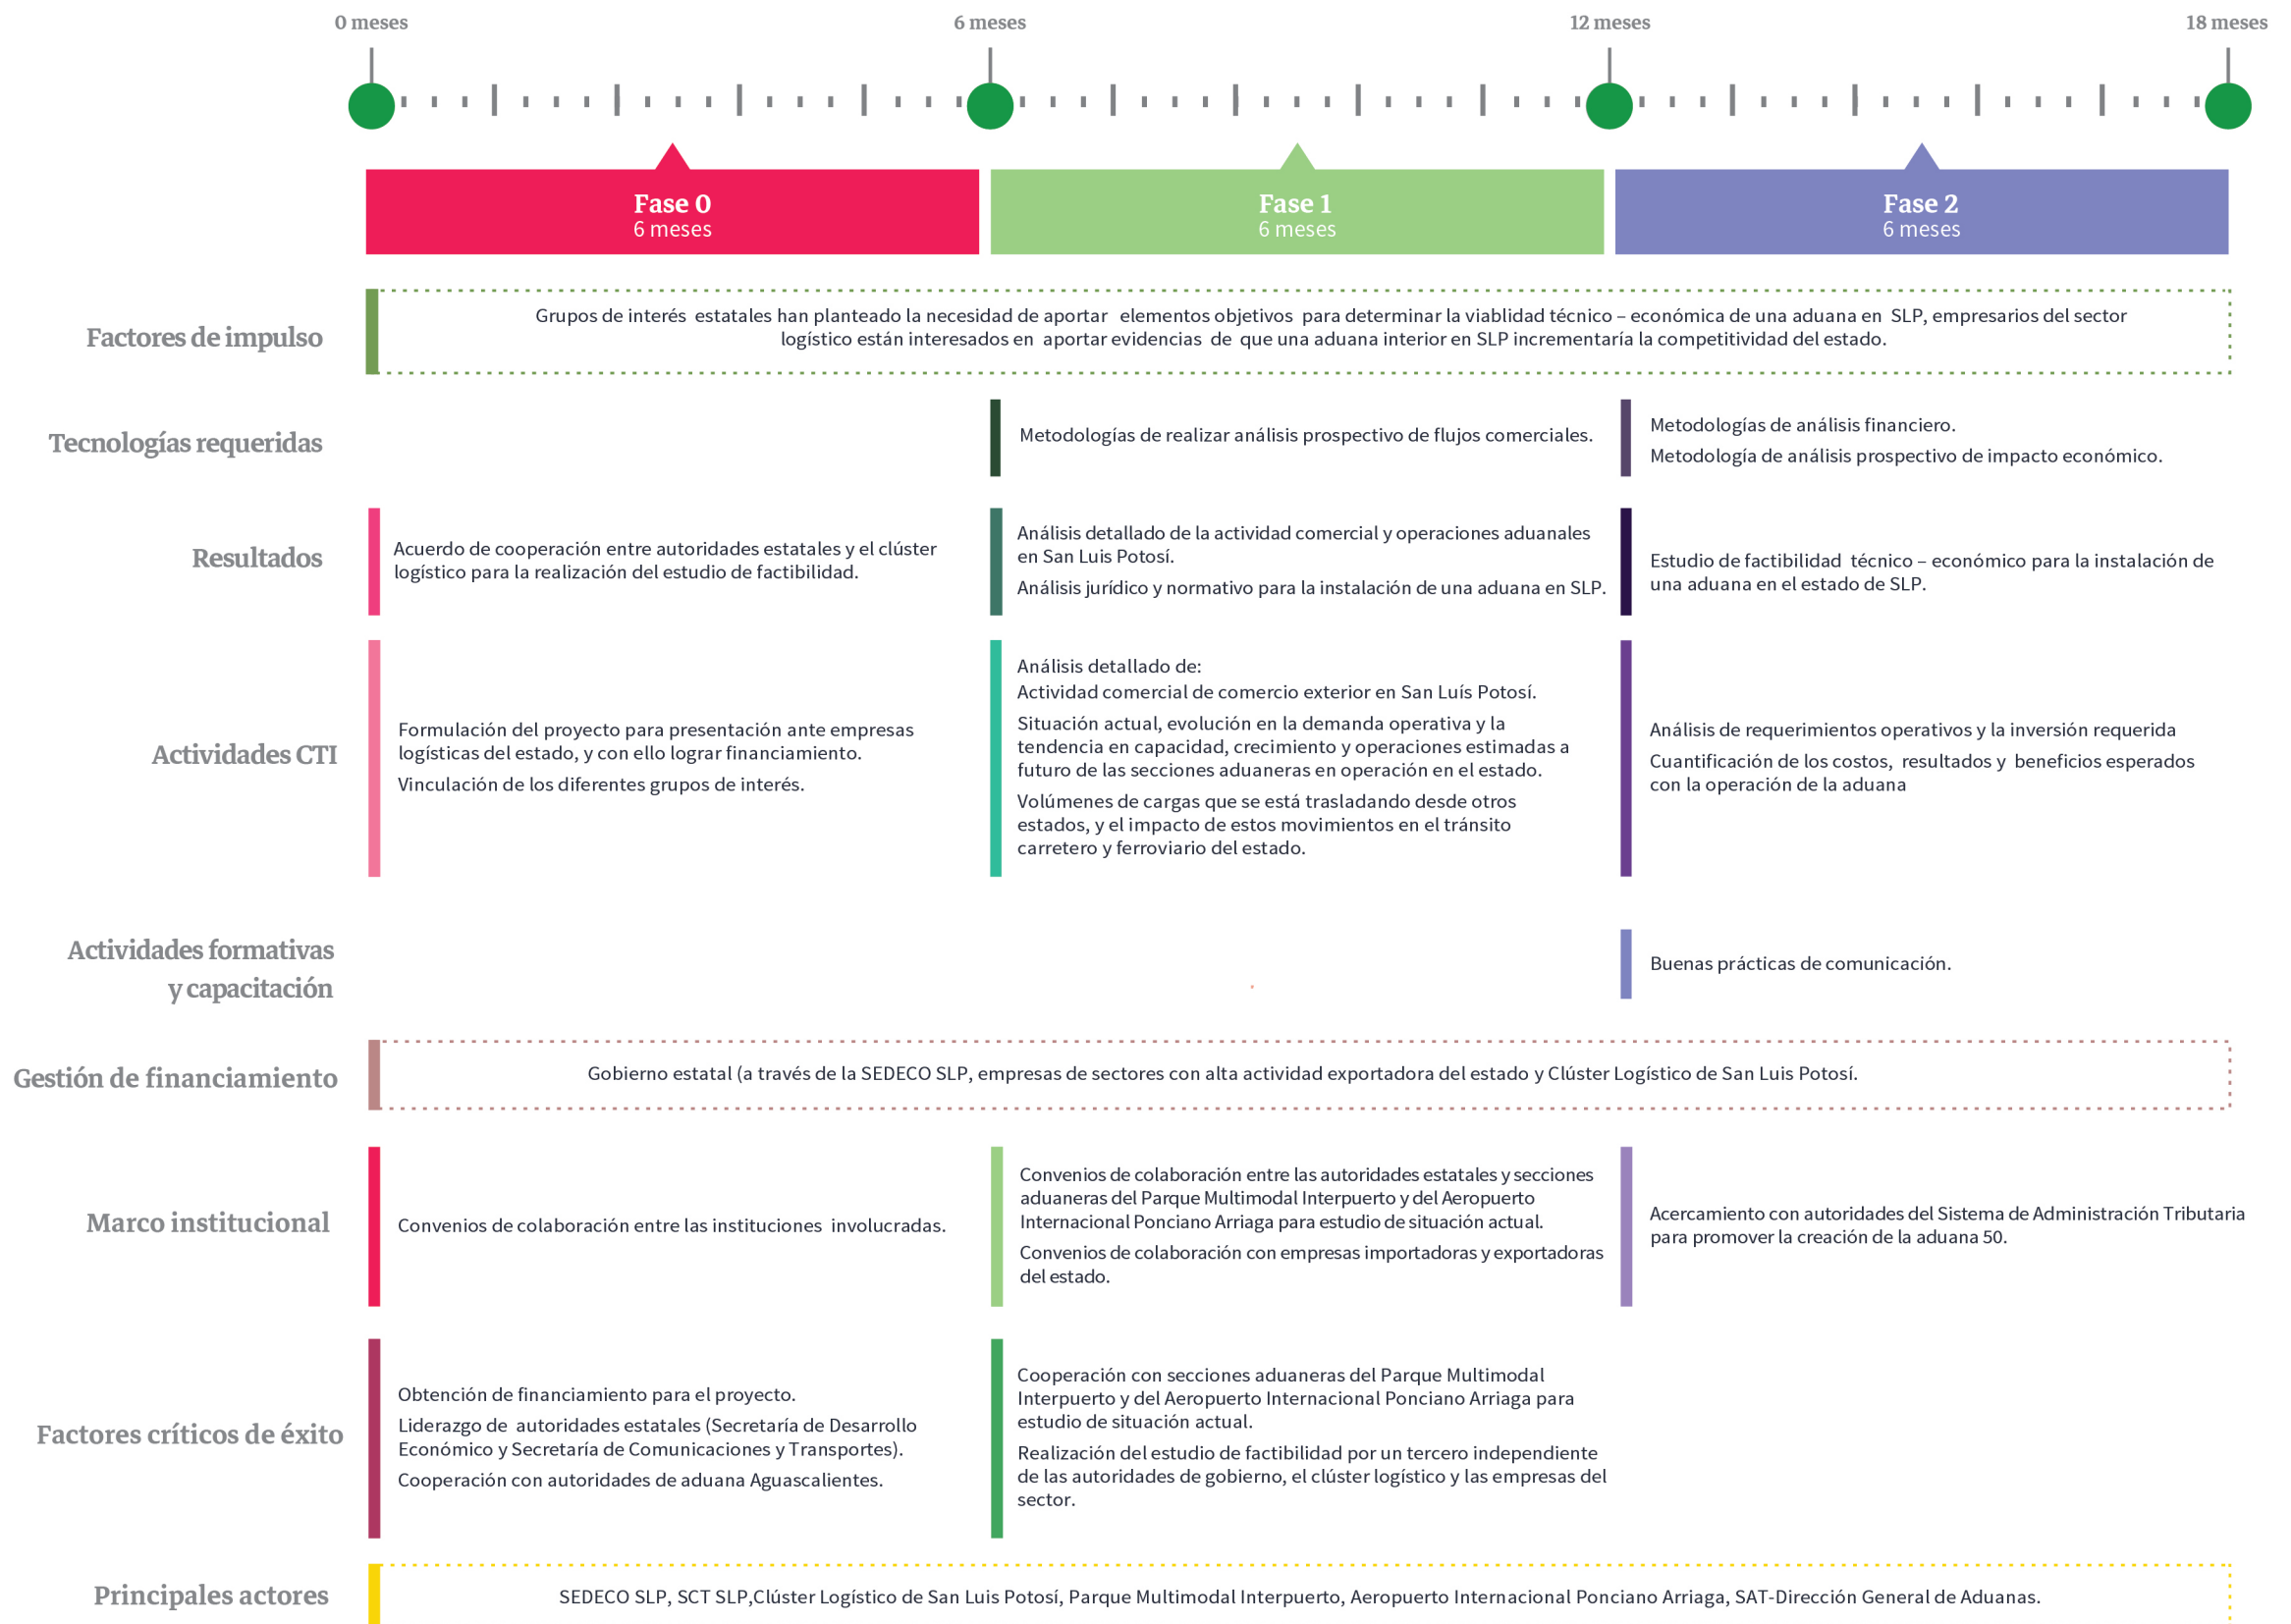 0 meses
6 meses
12 meses
18 meses
Fase 0
6 meses
Fase 1
6 meses
Fase 2
6 meses
Factores de impulso
Grupos de interés estatales han planteado la necesidad de aportar elementos objetivos para determinar la viablidad técnico – económica de una aduana en SLP, empresarios del sector
logístico están interesados en aportar evidencias de que una aduana interior en SLP incrementaría la competitividad del estado.
Tecnologías requeridas
Metodologías de realizar análisis prospectivo de flujos comerciales.
Metodologías de análisis financiero.
Metodología de análisis prospectivo de impacto económico.
Resultados
Acuerdo de cooperación entre autoridades estatales y el clúster
logístico para la realización del estudio de factibilidad.
Análisis detallado de la actividad comercial y operaciones aduanales
en San Luis Potosí.
Análisis jurídico y normativo para la instalación de una aduana en SLP.
Estudio de factibilidad técnico – económico para la instalación de
una aduana en el estado de SLP.
Actividades CTI
Formulación del proyecto para presentación ante empresas
logísticas del estado, y con ello lograr financiamiento.
Vinculación de los diferentes grupos de interés.
Análisis detallado de:
Actividad comercial de comercio exterior en San Luís Potosí.
Situación actual, evolución en la demanda operativa y la
tendencia en capacidad, crecimiento y operaciones estimadas a
futuro de las secciones aduaneras en operación en el estado.
Volúmenes de cargas que se está trasladando desde otros
estados, y el impacto de estos movimientos en el tránsito
carretero y ferroviario del estado.
Análisis de requerimientos operativos y la inversión requerida
Cuantificación de los costos, resultados y beneficios esperados
con la operación de la aduana
Actividades formativas
y capacitación
Buenas prácticas de comunicación.
Gestión de financiamiento
Gobierno estatal (a través de la SEDECO SLP, empresas de sectores con alta actividad exportadora del estado y Clúster Logístico de San Luis Potosí.
Marco institucional
Convenios de colaboración entre las instituciones involucradas.
Convenios de colaboración entre las autoridades estatales y secciones
aduaneras del Parque Multimodal Interpuerto y del Aeropuerto
Internacional Ponciano Arriaga para estudio de situación actual.
Convenios de colaboración con empresas importadoras y exportadoras
del estado.
Acercamiento con autoridades del Sistema de Administración Tributaria
para promover la creación de la aduana 50.
Factores críticos de éxito
Obtención de financiamiento para el proyecto.
Liderazgo de autoridades estatales (Secretaría de Desarrollo
Económico y Secretaría de Comunicaciones y Transportes).
Cooperación con autoridades de aduana Aguascalientes.
Cooperación con secciones aduaneras del Parque Multimodal
Interpuerto y del Aeropuerto Internacional Ponciano Arriaga para
estudio de situación actual.
Realización del estudio de factibilidad por un tercero independiente
de las autoridades de gobierno, el clúster logístico y las empresas del
sector.
Principales actores
SEDECO SLP, SCT SLP,Clúster Logístico de San Luis Potosí, Parque Multimodal Interpuerto, Aeropuerto Internacional Ponciano Arriaga, SAT-Dirección General de Aduanas.